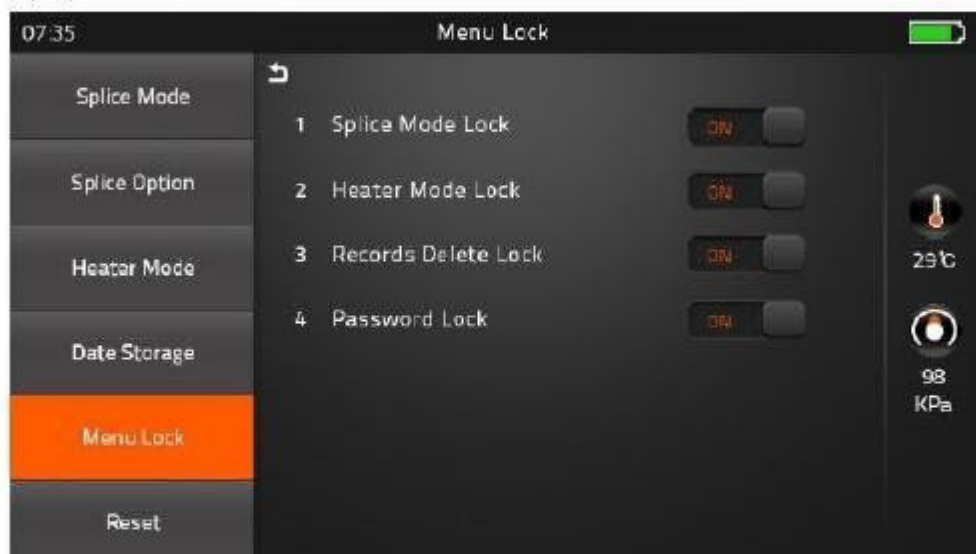 07:35
Menu Lock
Splice Mode
Splice Option
Heater Mode
Date Storage
Menu Lock
Reset
1 Splice Mode Lock ON
2 Heater Mode Lock ON
3 Records Delete Lock ON
4 Password Lock ON
29℃
98
KPa